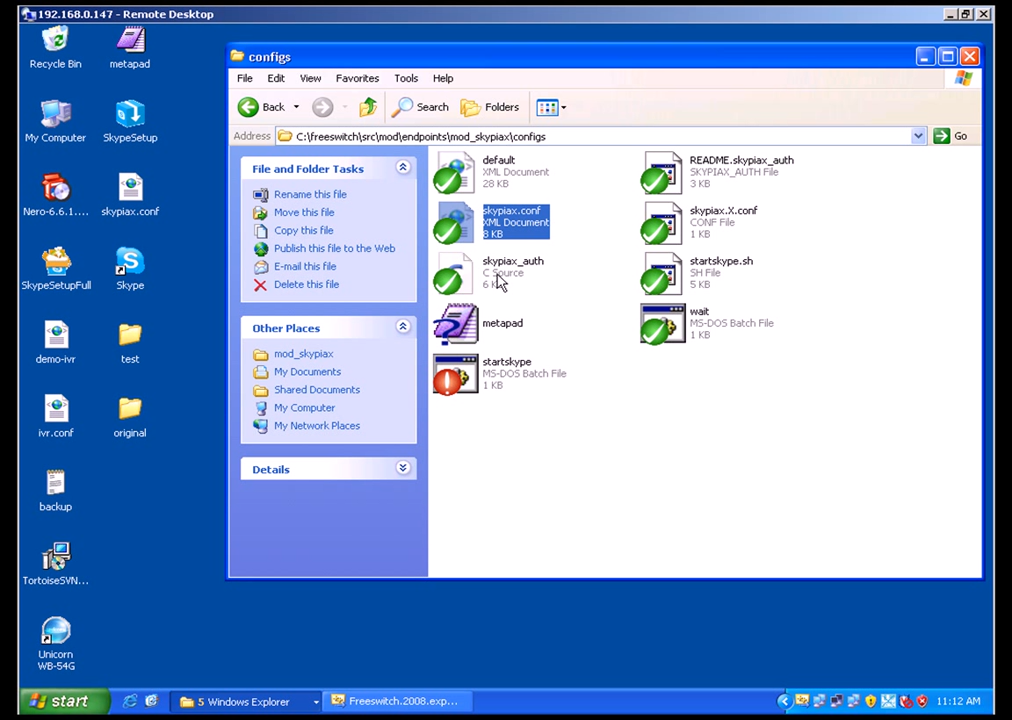 192.168.0.147 - Remote Desktop
Recycle Bin
metapad
My Computer
SkypeSetup
Nero-6.6.1....
skypiax.conf
SkypeSetupFull
Skype
demo-ivr
test
ivr.conf
original
backup
TortoiseSVN...
Unicorn
WB-54G
configs
File Edit View Favorites Tools Help
Back Search Folders
Address C:\freeswitch\src\mod\endpoints\mod_skypiax\configs Go
File and Folder Tasks
Rename this file
Move this file
Copy this file
Publish this file to the Web
E-mail this file
Delete this file
Other Places
mod_skypiax
My Documents
Shared Documents
My Computer
My Network Places
Details
default
XML Document
28 KB
README.skypiax_auth
SKYPIAX_AUTH File
3 KB
skypiax.conf
XML Document
8 KB
skypiax.X.conf
CONF File
1 KB
skypiax_auth
C Source
startskype.sh
SH File
5 KB
metapad
wait
MS-DOS Batch File
1 KB
startskype
MS-DOS Batch File
1 KB
start
5 Windows Explorer
Freeswitch.2008.exp...
11:12 AM